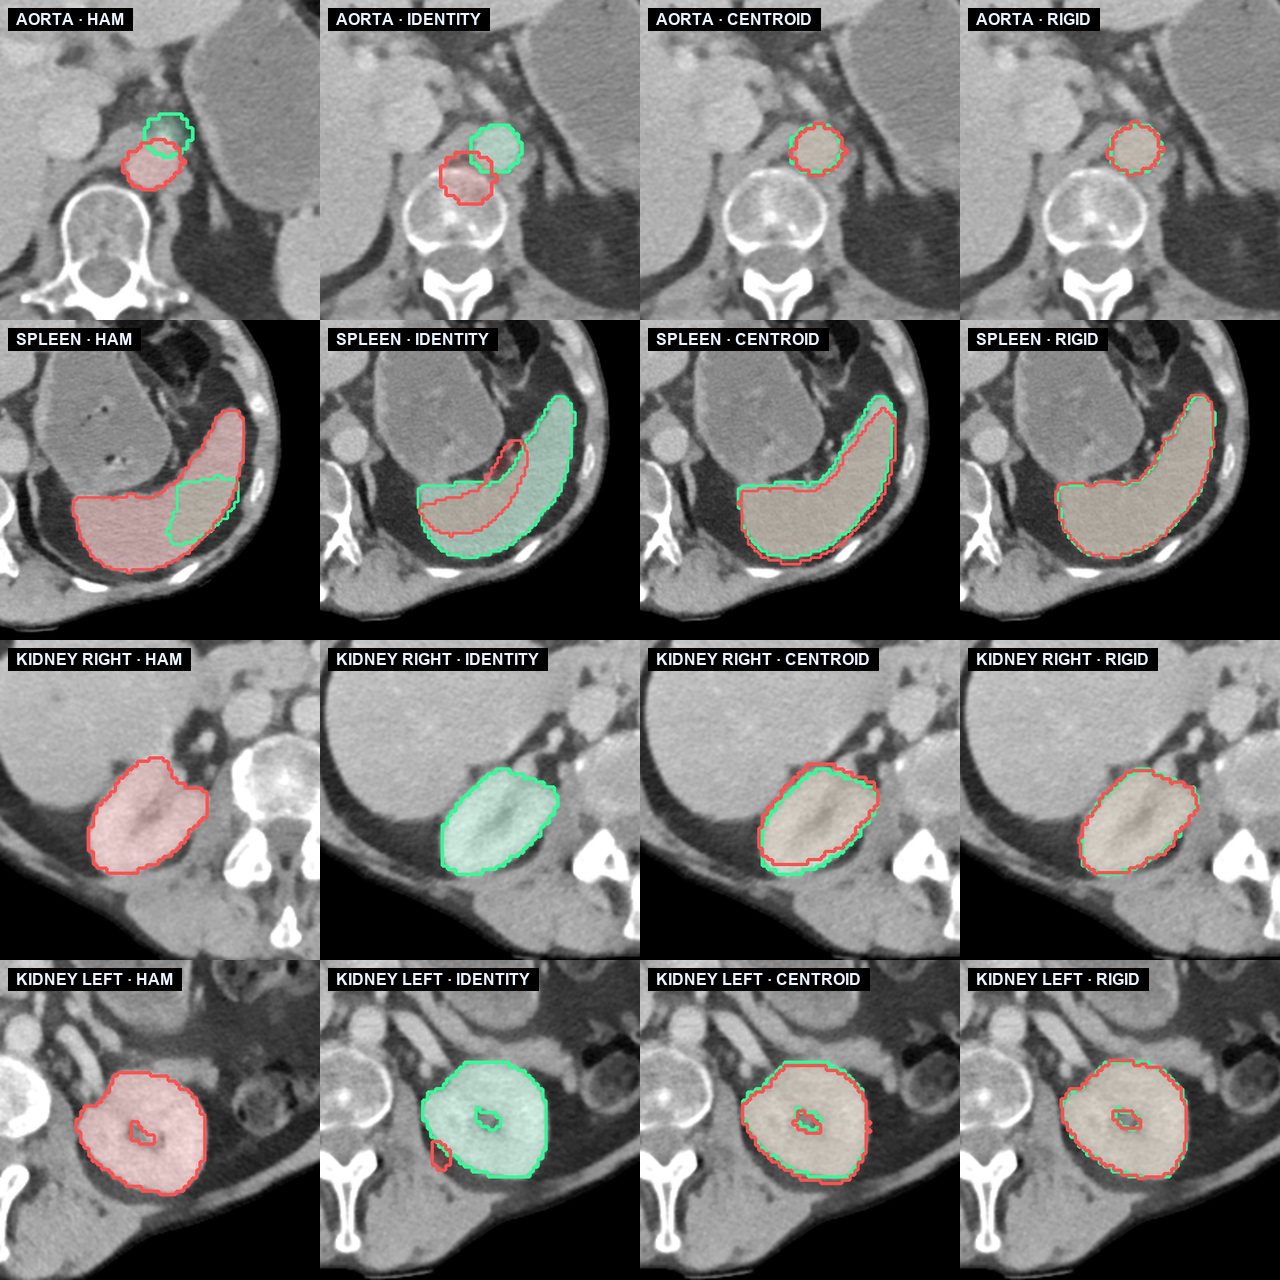 AORTA · HAM
AORTA · IDENTITY
AORTA · CENTROID
AORTA · RIGID
SPLEEN · HAM
SPLEEN · IDENTITY
SPLEEN · CENTROID
SPLEEN · RIGID
KIDNEY RIGHT · HAM
KIDNEY RIGHT · IDENTITY
KIDNEY RIGHT · CENTROID
KIDNEY RIGHT · RIGID
KIDNEY LEFT · HAM
KIDNEY LEFT · IDENTITY
KIDNEY LEFT · CENTROID
KIDNEY LEFT · RIGID